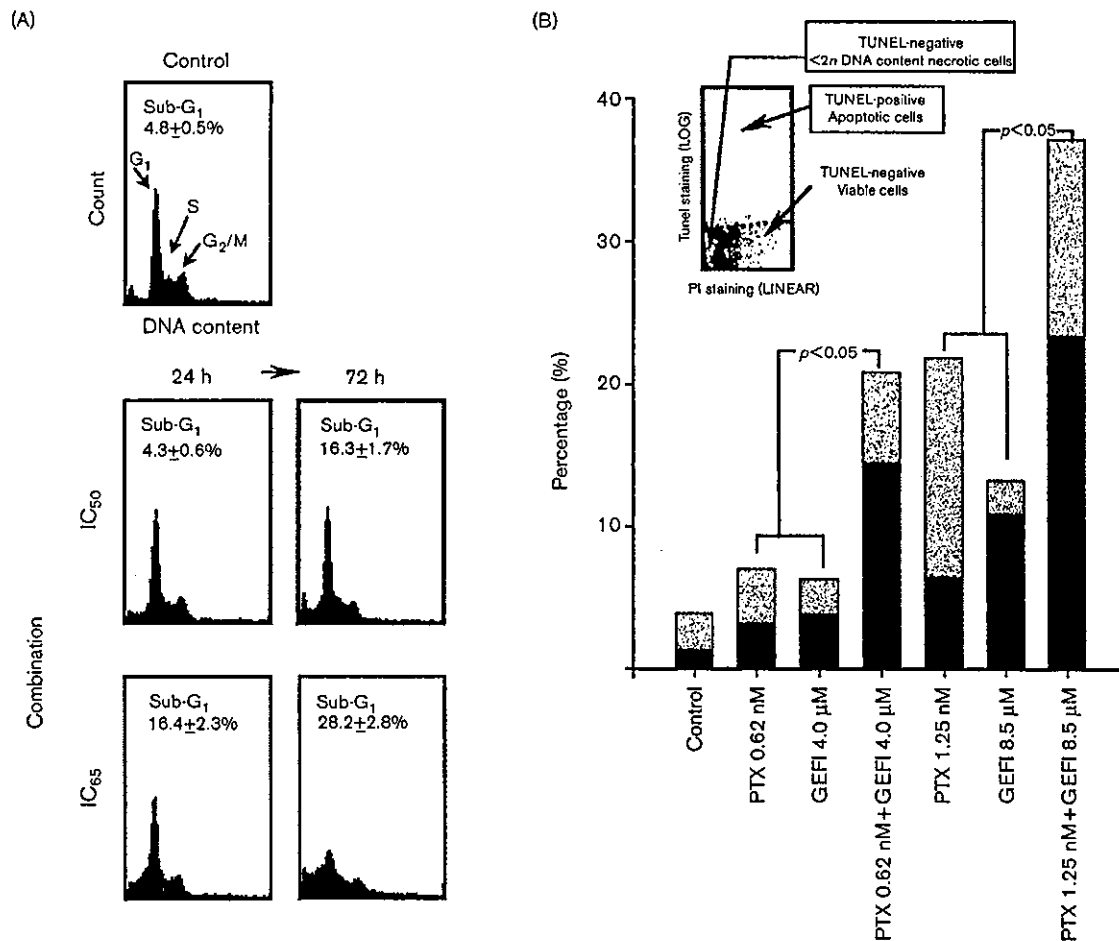 (A)
Control
Sub-G1
4.8±0.5%
G1
S
G2/M
Count
DNA content
24 h
72 h
Sub-G1
4.3±0.6%
Sub-G1
16.3±1.7%
IC50
Combination
Sub-G1
16.4±2.3%
Sub-G1
28.2±2.8%
IC65
(B)
TUNEL-negative
<2n DNA content necrotic cells
TUNEL-positive
Apoptotic cells
TUNEL-negative
Viable cells
Tunel staining (LOG)
PI staining (LINEAR)
p<0.05
p<0.05
40
30
20
10
Percentage (%)
Control
PTX 0.62 nM
GEFI 4.0 μM
PTX 0.62 nM+GEFI 4.0 μM
PTX 1.25 nM
GEFI 8.5 μM
PTX 1.25 nM+GEFI 8.5 μM